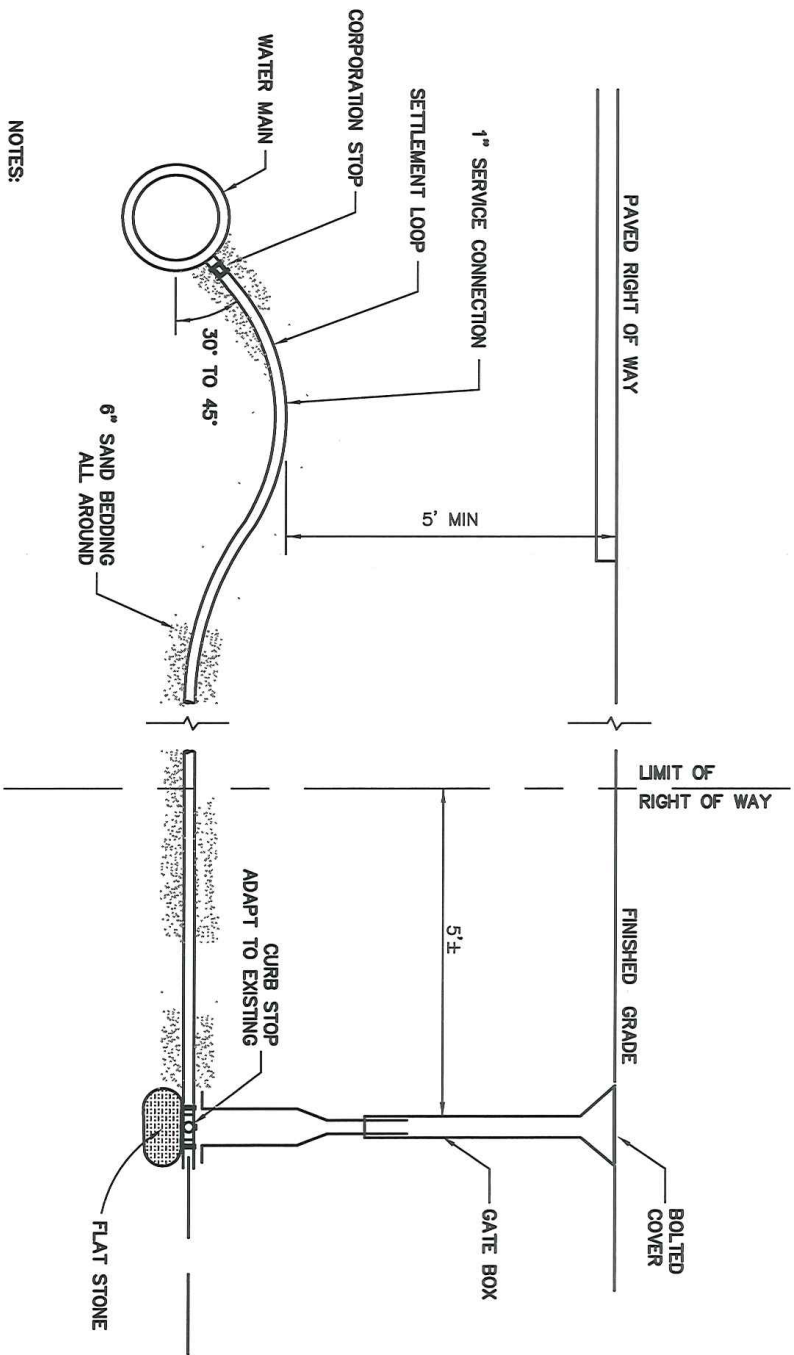 PAVED RIGHT OF WAY
LIMIT OF
RIGHT OF WAY
FINISHED GRADE
BOLTED
COVER
1" SERVICE CONNECTION
SETTLEMENT LOOP
CORPORATION STOP
WATER MAIN
5' MIN
5'±
GATE BOX
30° TO 45°
6" SAND BEDDING
ALL AROUND
CURB STOP
ADAPT TO EXISTING
FLAT STONE
NOTES: